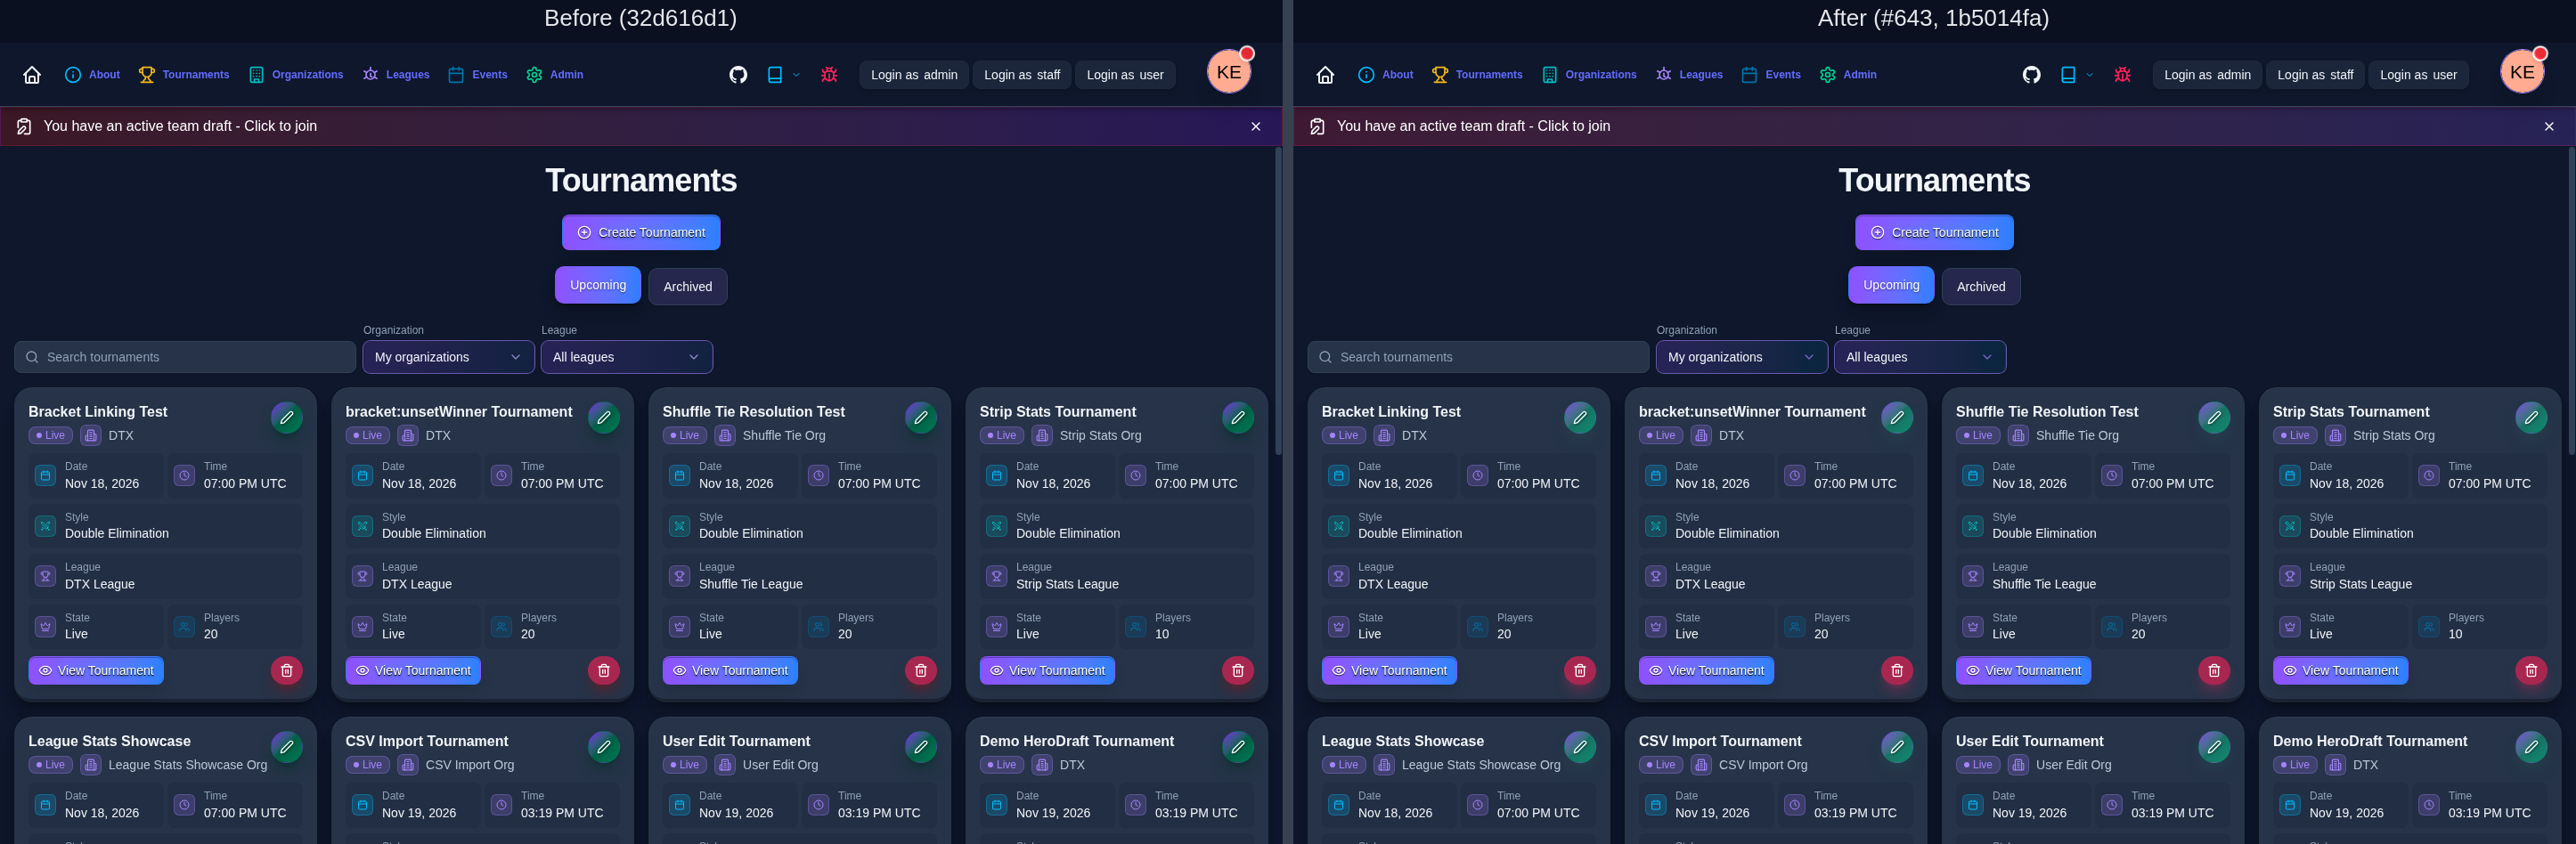 Before (32d616d1)
About Tournaments Organizations Leagues Events Admin Login as admin Login as staff Login as user KE
You have an active team draft - Click to join
Tournaments
Create Tournament
Upcoming Archived
Organization League
Search tournaments My organizations All leagues
Bracket Linking Test
Live DTX
Date Time
Nov 18, 2026 07:00 PM UTC
Style
Double Elimination
League
DTX League
State Players
Live 20
View Tournament
bracket:unsetWinner Tournament
Live DTX
Date Time
Nov 18, 2026 07:00 PM UTC
Style
Double Elimination
League
DTX League
State Players
Live 20
View Tournament
Shuffle Tie Resolution Test
Live Shuffle Tie Org
Date Time
Nov 18, 2026 07:00 PM UTC
Style
Double Elimination
League
Shuffle Tie League
State Players
Live 20
View Tournament
Strip Stats Tournament
Live Strip Stats Org
Date Time
Nov 18, 2026 07:00 PM UTC
Style
Double Elimination
League
Strip Stats League
State Players
Live 10
View Tournament
League Stats Showcase
Live League Stats Showcase Org
Date Time
Nov 18, 2026 07:00 PM UTC
CSV Import Tournament
Live CSV Import Org
Date Time
Nov 19, 2026 03:19 PM UTC
User Edit Tournament
Live User Edit Org
Date Time
Nov 19, 2026 03:19 PM UTC
Demo HeroDraft Tournament
Live DTX
Date Time
Nov 19, 2026 03:19 PM UTC
After (#643, 1b5014fa)
About Tournaments Organizations Leagues Events Admin Login as admin Login as staff Login as user KE
You have an active team draft - Click to join
Tournaments
Create Tournament
Upcoming Archived
Organization League
Search tournaments My organizations All leagues
Bracket Linking Test
Live DTX
Date Time
Nov 18, 2026 07:00 PM UTC
Style
Double Elimination
League
DTX League
State Players
Live 20
View Tournament
bracket:unsetWinner Tournament
Live DTX
Date Time
Nov 18, 2026 07:00 PM UTC
Style
Double Elimination
League
DTX League
State Players
Live 20
View Tournament
Shuffle Tie Resolution Test
Live Shuffle Tie Org
Date Time
Nov 18, 2026 07:00 PM UTC
Style
Double Elimination
League
Shuffle Tie League
State Players
Live 20
View Tournament
Strip Stats Tournament
Live Strip Stats Org
Date Time
Nov 18, 2026 07:00 PM UTC
Style
Double Elimination
League
Strip Stats League
State Players
Live 10
View Tournament
League Stats Showcase
Live League Stats Showcase Org
Date Time
Nov 18, 2026 07:00 PM UTC
CSV Import Tournament
Live CSV Import Org
Date Time
Nov 19, 2026 03:19 PM UTC
User Edit Tournament
Live User Edit Org
Date Time
Nov 19, 2026 03:19 PM UTC
Demo HeroDraft Tournament
Live DTX
Date Time
Nov 19, 2026 03:19 PM UTC